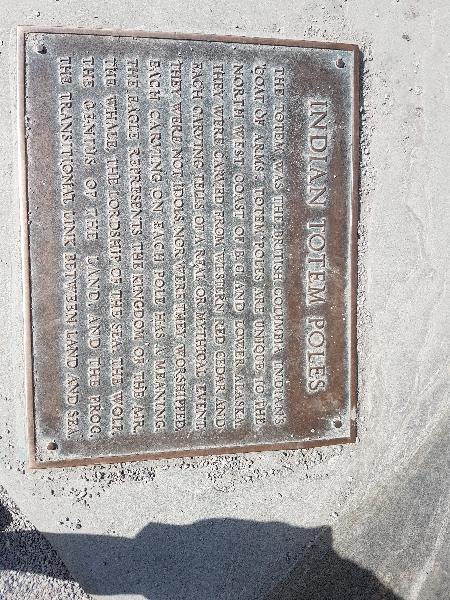 INDIAN TOTEM POLES
THE TOTEM WAS THE BRITISH COLUMBIA INDIANS
"COAT OF ARMS" TOTEM POLES ARE UNIQUE TO THE
NORTH WEST COAST OF B.C. AND LOWER ALASKA.
THEY WERE CARVED FROM WESTERN RED CEDAR AND
EACH CARVING TELLS OF A REAL OR MYTHICAL EVENT.
THEY WERE NOT IDOLS NOR WERE THEY WORSHIPPED.
EACH CARVING ON EACH POLE HAS A MEANING.
THE EAGLE REPRESENTS THE KINGDOM OF THE AIR.
THE WHALE THE LORDSHIP OF THE SEA. THE WOLF,
THE GENIUS OF THE LAND. AND THE FROG,
THE TRANSITIONAL LINK BETWEEN LAND AND SEA.